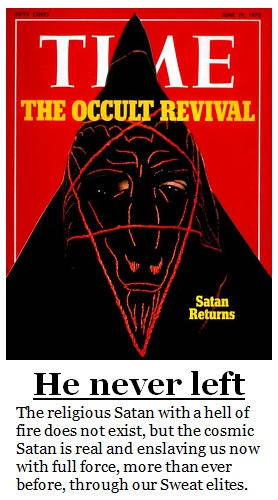 FIFTY CENTS JUNE 19, 1972
TIME
THE OCCULT REVIVAL
Satan
Returns
He never left
The religious Satan with a hell of
fire does not exist, but the cosmic
Satan is real and enslaving us now
with full force, more than ever
before, through our Sweat elites.